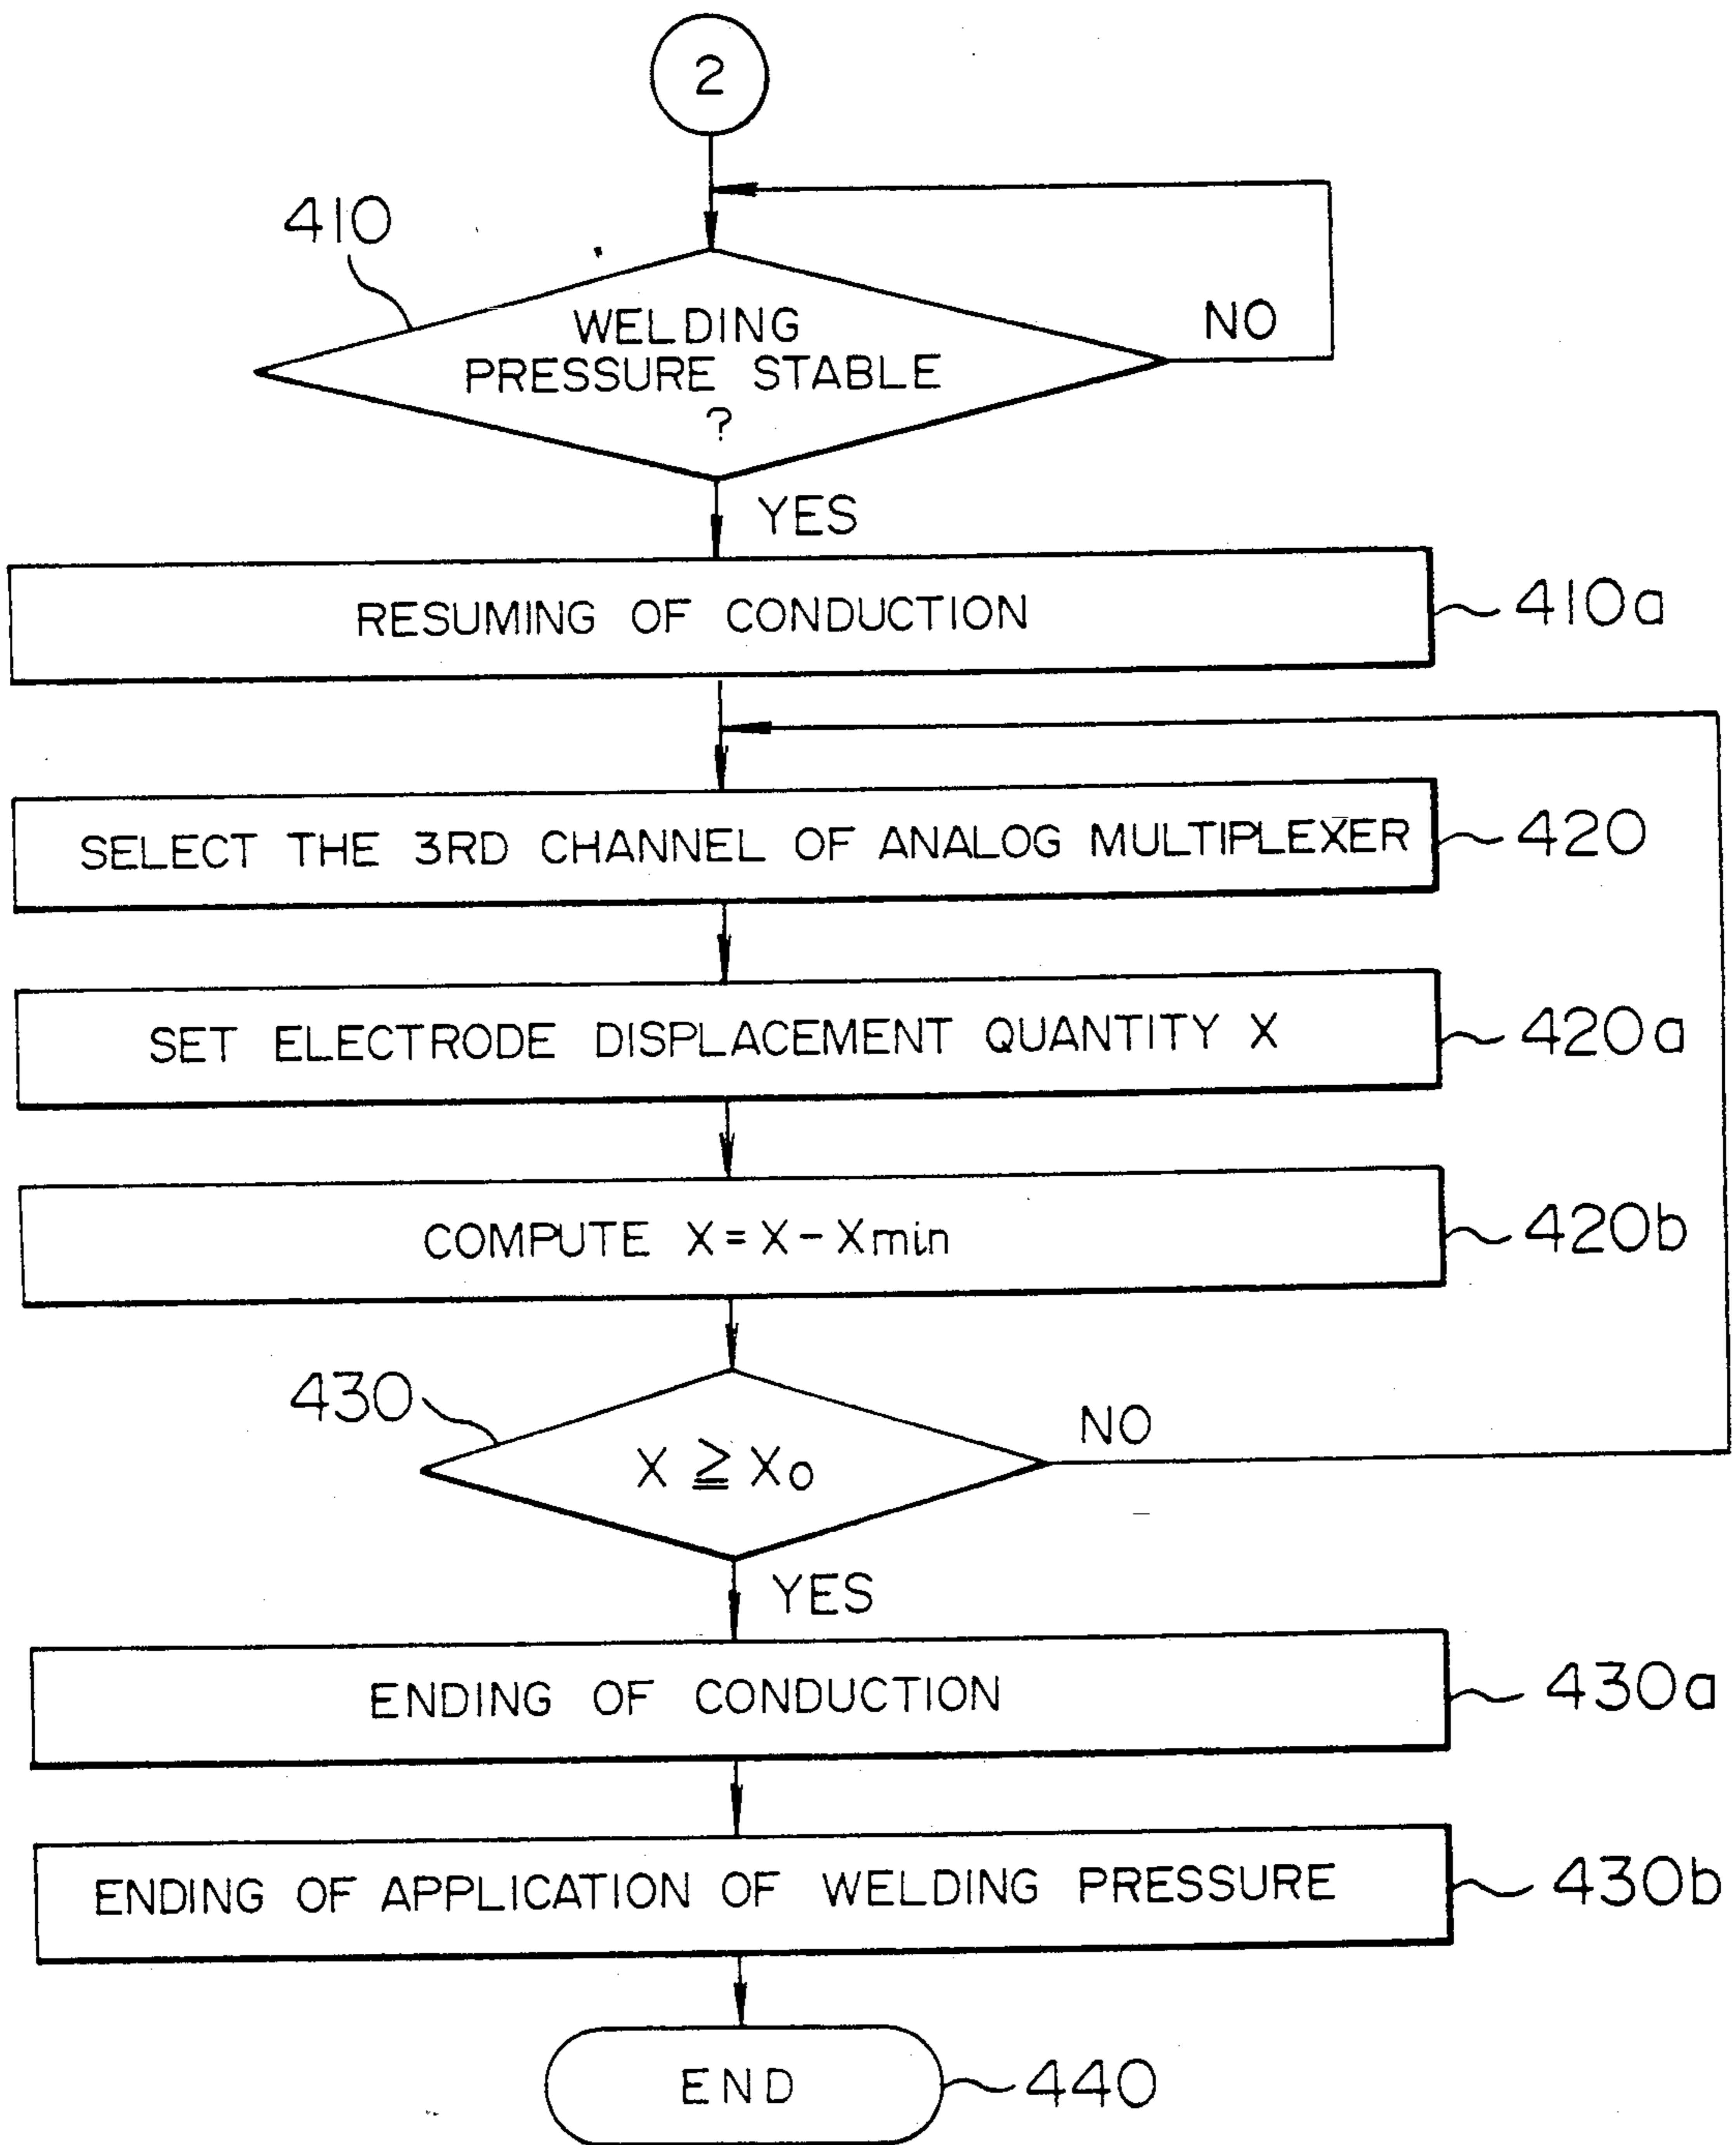 2
410
WELDING
PRESSURE STABLE
?
NO
YES
RESUMING OF CONDUCTION
410a
SELECT THE 3RD CHANNEL OF ANALOG MULTIPLEXER
420
SET ELECTRODE DISPLACEMENT QUANTITY X
420a
COMPUTE X = X - Xmin
420b
430
X ≧ Xo
NO
YES
ENDING OF CONDUCTION
430a
ENDING OF APPLICATION OF WELDING PRESSURE
430b
END
440